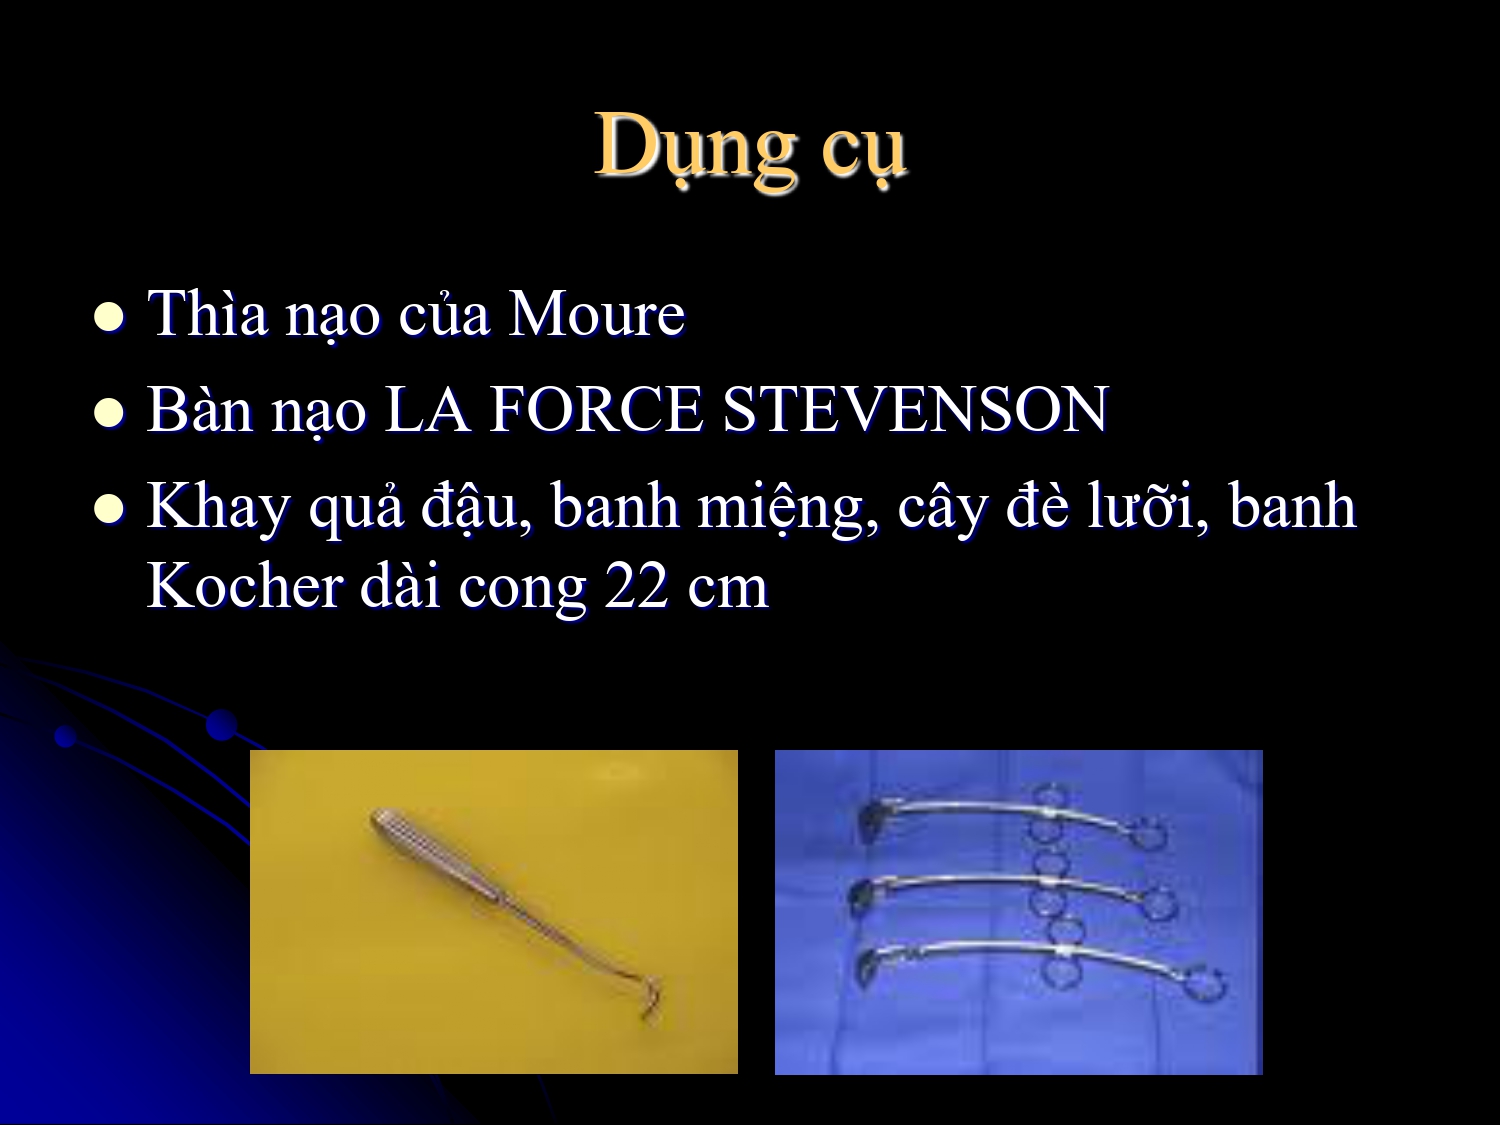 Dụng cụ
Thìa nạo của Moure
Bàn nạo LA FORCE STEVENSON
Khay quả đậu, banh miệng, cây đè lưỡi, banh
Kocher dài cong 22 cm